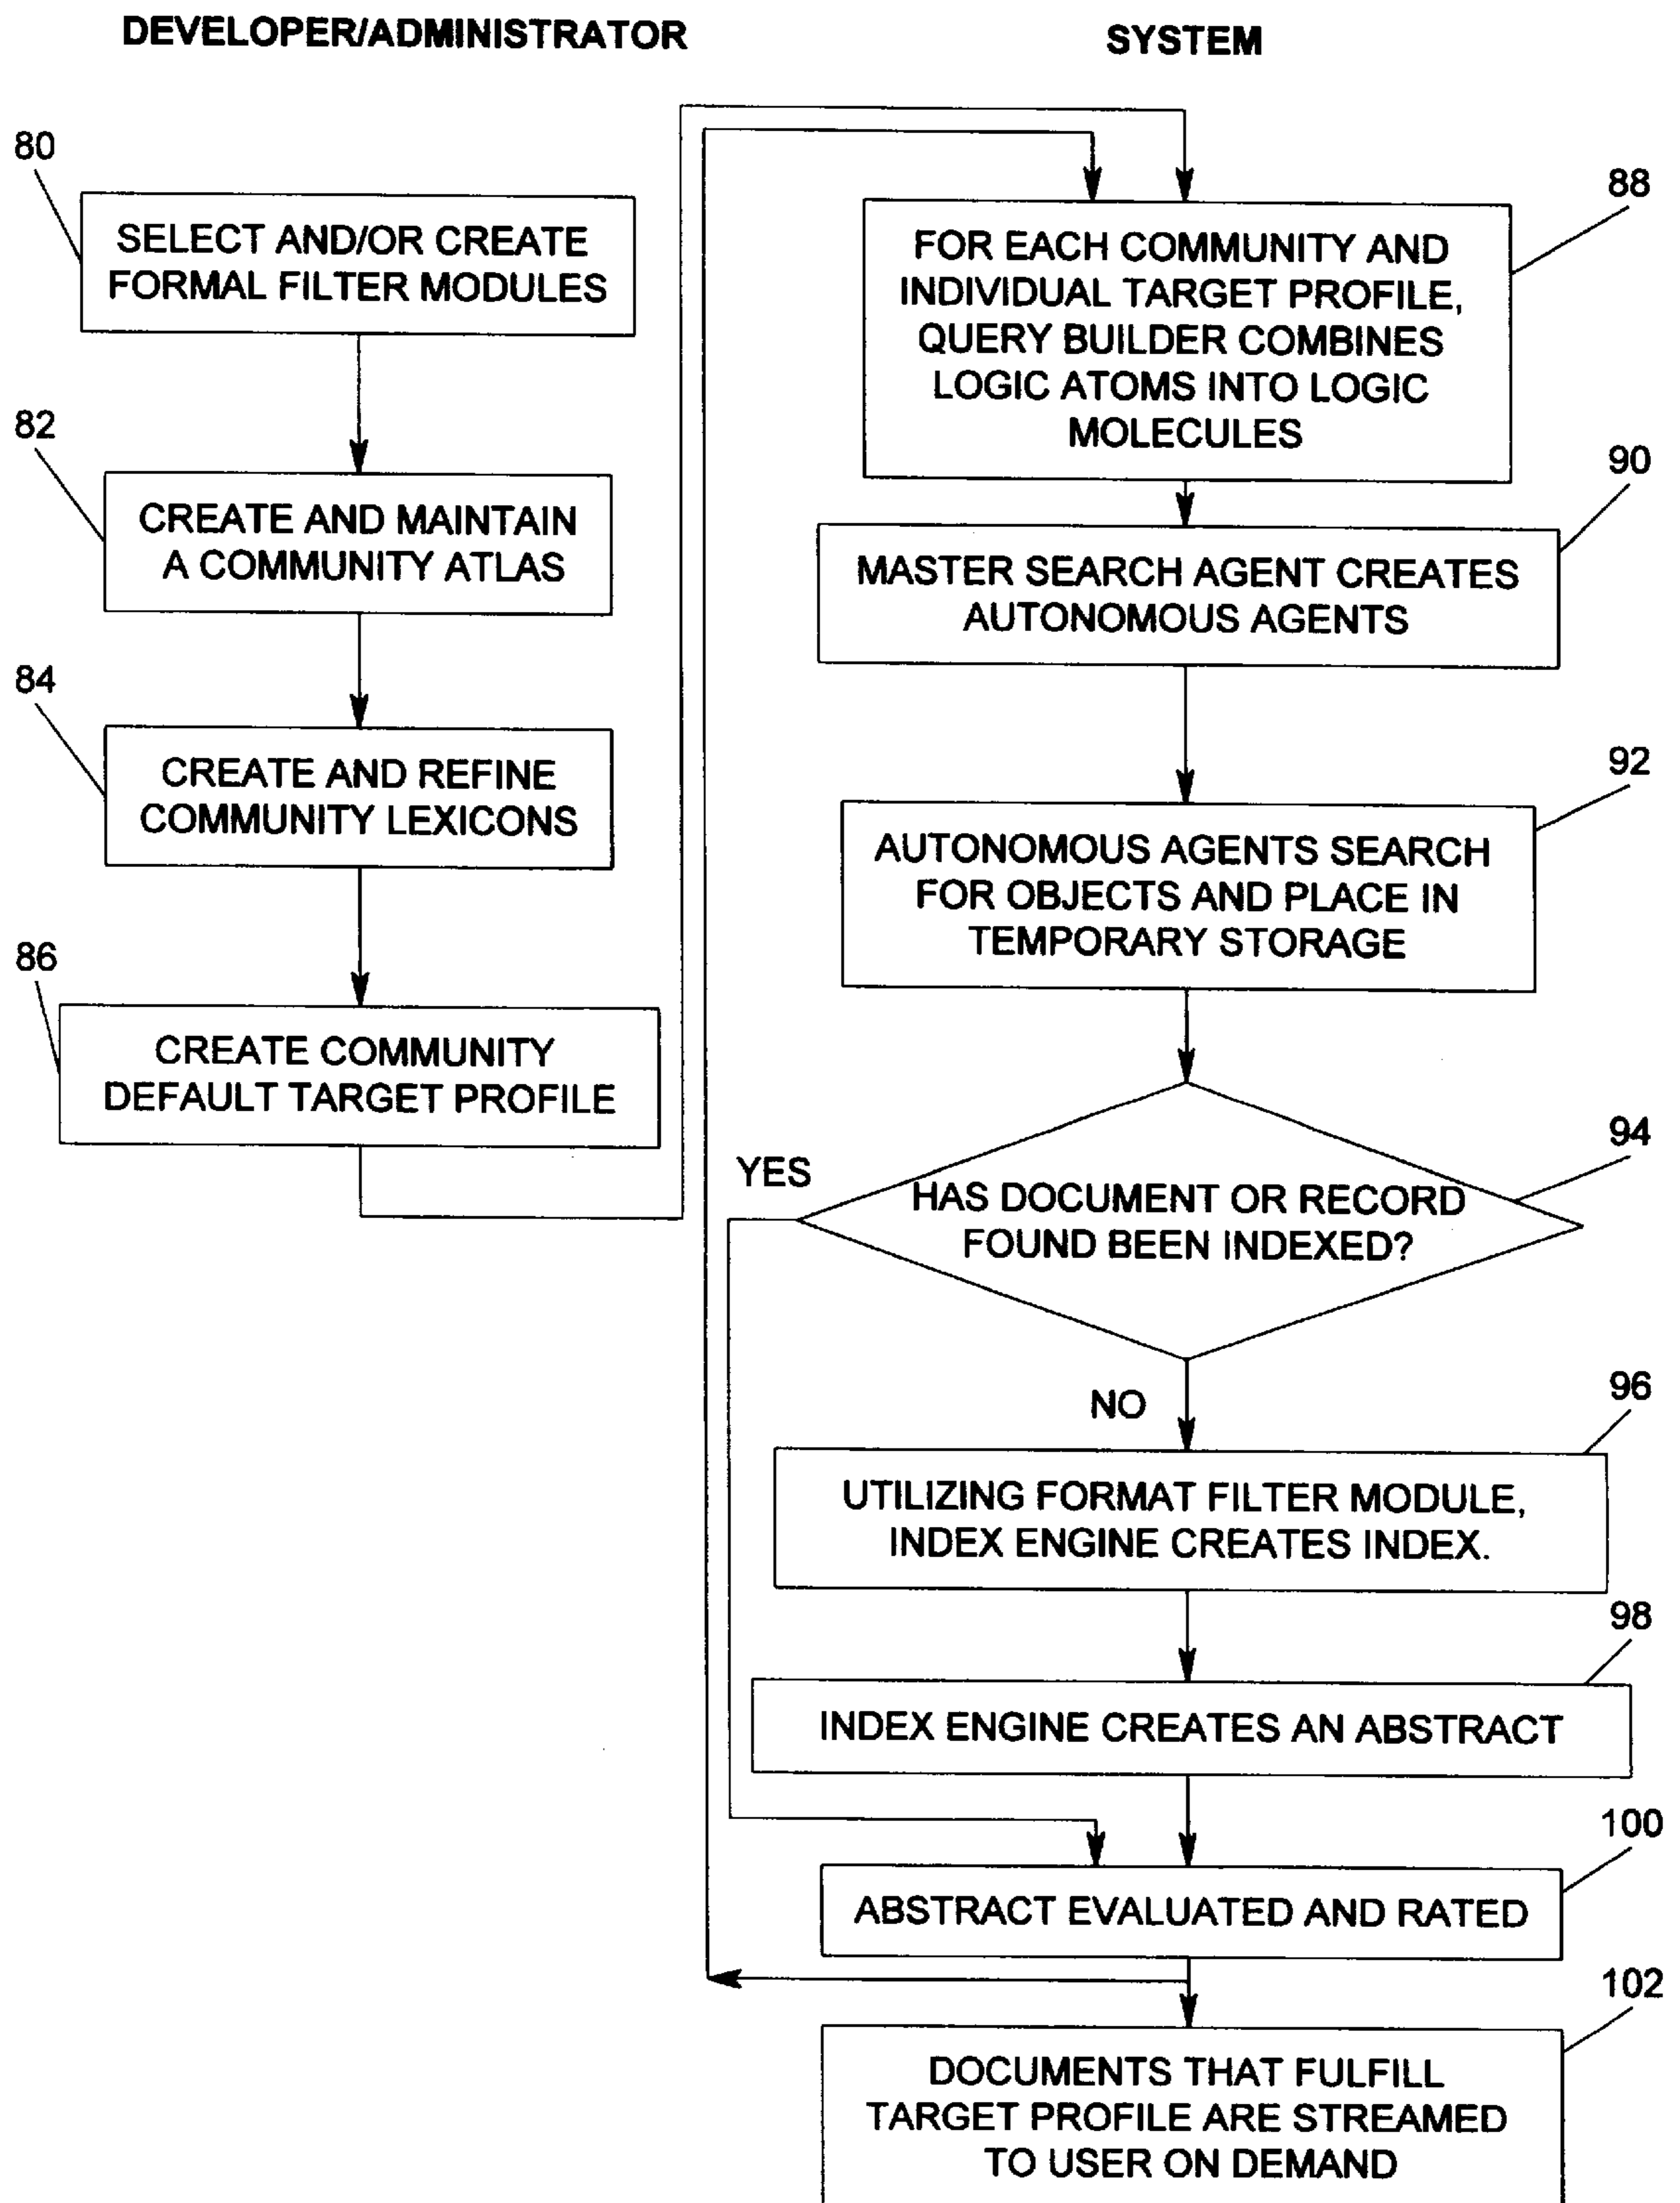 DEVELOPER/ADMINISTRATOR
80
SELECT AND/OR CREATE
FORMAL FILTER MODULES
82
CREATE AND MAINTAIN
A COMMUNITY ATLAS
84
CREATE AND REFINE
COMMUNITY LEXICONS
86
CREATE COMMUNITY
DEFAULT TARGET PROFILE
SYSTEM
88
FOR EACH COMMUNITY AND
INDIVIDUAL TARGET PROFILE,
QUERY BUILDER COMBINES
LOGIC ATOMS INTO LOGIC
MOLECULES
90
MASTER SEARCH AGENT CREATES
AUTONOMOUS AGENTS
92
AUTONOMOUS AGENTS SEARCH
FOR OBJECTS AND PLACE IN
TEMPORARY STORAGE
94
YES
HAS DOCUMENT OR RECORD
FOUND BEEN INDEXED?
NO
96
UTILIZING FORMAT FILTER MODULE,
INDEX ENGINE CREATES INDEX.
98
INDEX ENGINE CREATES AN ABSTRACT
100
ABSTRACT EVALUATED AND RATED
102
DOCUMENTS THAT FULFILL
TARGET PROFILE ARE STREAMED
TO USER ON DEMAND